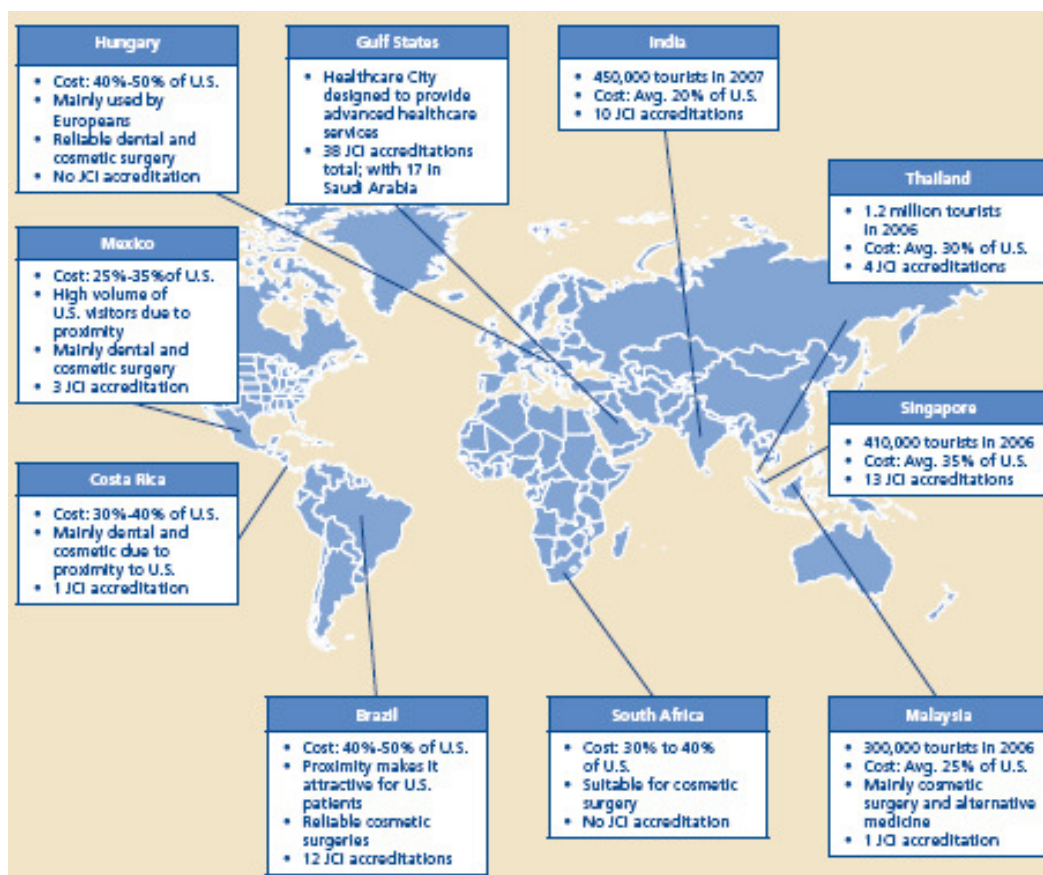 Hungary
• Cost: 40%-50% of U.S.
• Mainly used by
Europeans
• Reliable dental and
cosmetic surgery
• No JCI accreditation
Gulf States
• Healthcare City
designed to provide
advanced healthcare
services
• 38 JCI accreditations
total; with 17 in
Saudi Arabia
India
• 450,000 tourists in 2007
• Cost: Avg. 20% of U.S.
• 10 JCI accreditations
Thailand
• 1.2 million tourists
in 2006
• Cost: Avg. 30% of U.S.
• 4 JCI accreditations
Mexico
• Cost: 25%-35%of U.S.
• High volume of
U.S. visitors due to
proximity
• Mainly dental and
cosmetic surgery
• 3 JCI accreditation
Singapore
• 410,000 tourists in 2006
• Cost: Avg. 35% of U.S.
• 13 JCI accreditations
Costa Rica
• Cost: 30%-40% of U.S.
• Mainly dental and
cosmetic due to
proximity to U.S.
• 1 JCI accreditation
Brazil
• Cost: 40%-50% of U.S.
• Proximity makes it
attractive for U.S.
patients
• Reliable cosmetic
surgeries
• 12 JCI accreditations
South Africa
• Cost: 30% to 40%
of U.S.
• Suitable for cosmetic
surgery
• No JCI accreditation
Malaysia
• 300,000 tourists in 2006
• Cost: Avg. 25% of U.S.
• Mainly cosmetic
surgery and alternative
medicine
• 1 JCI accreditation